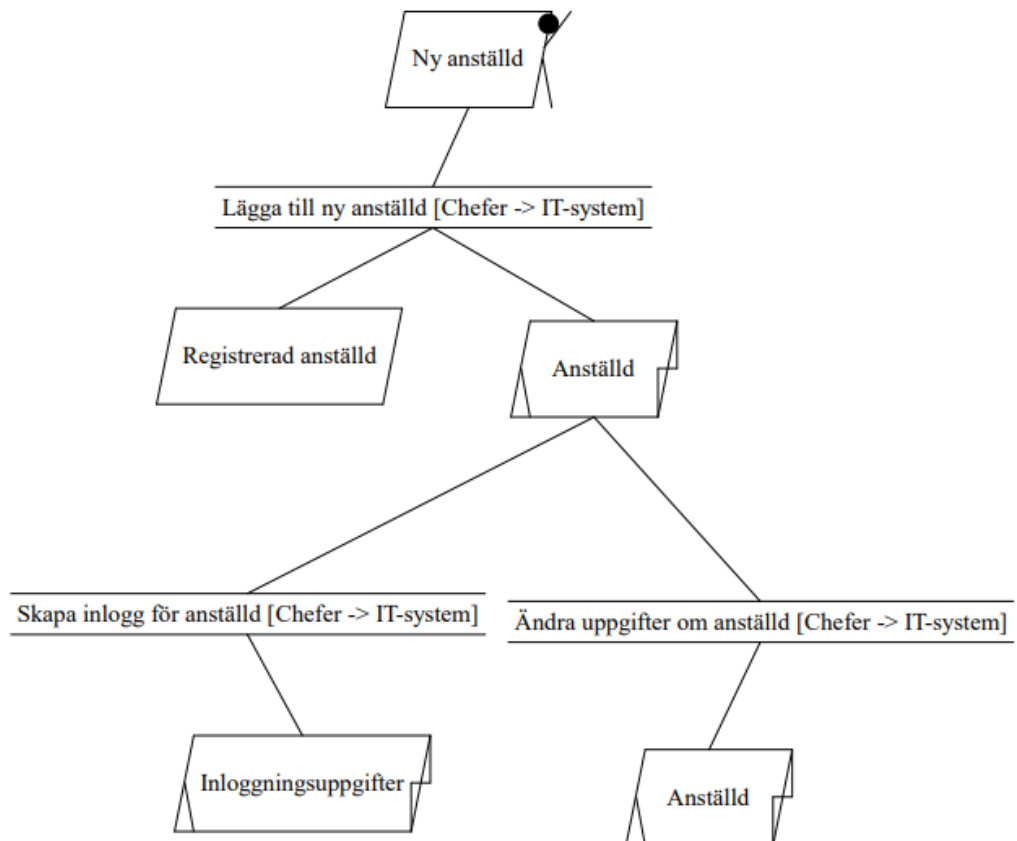 Ny anställd
Lägga till ny anställd [Chefer -> IT-system]
Registrerad anställd
Anställd
Skapa inlogg för anställd [Chefer -> IT-system]
Ändra uppgifter om anställd [Chefer -> IT-system]
Inloggningsuppgifter
Anställd